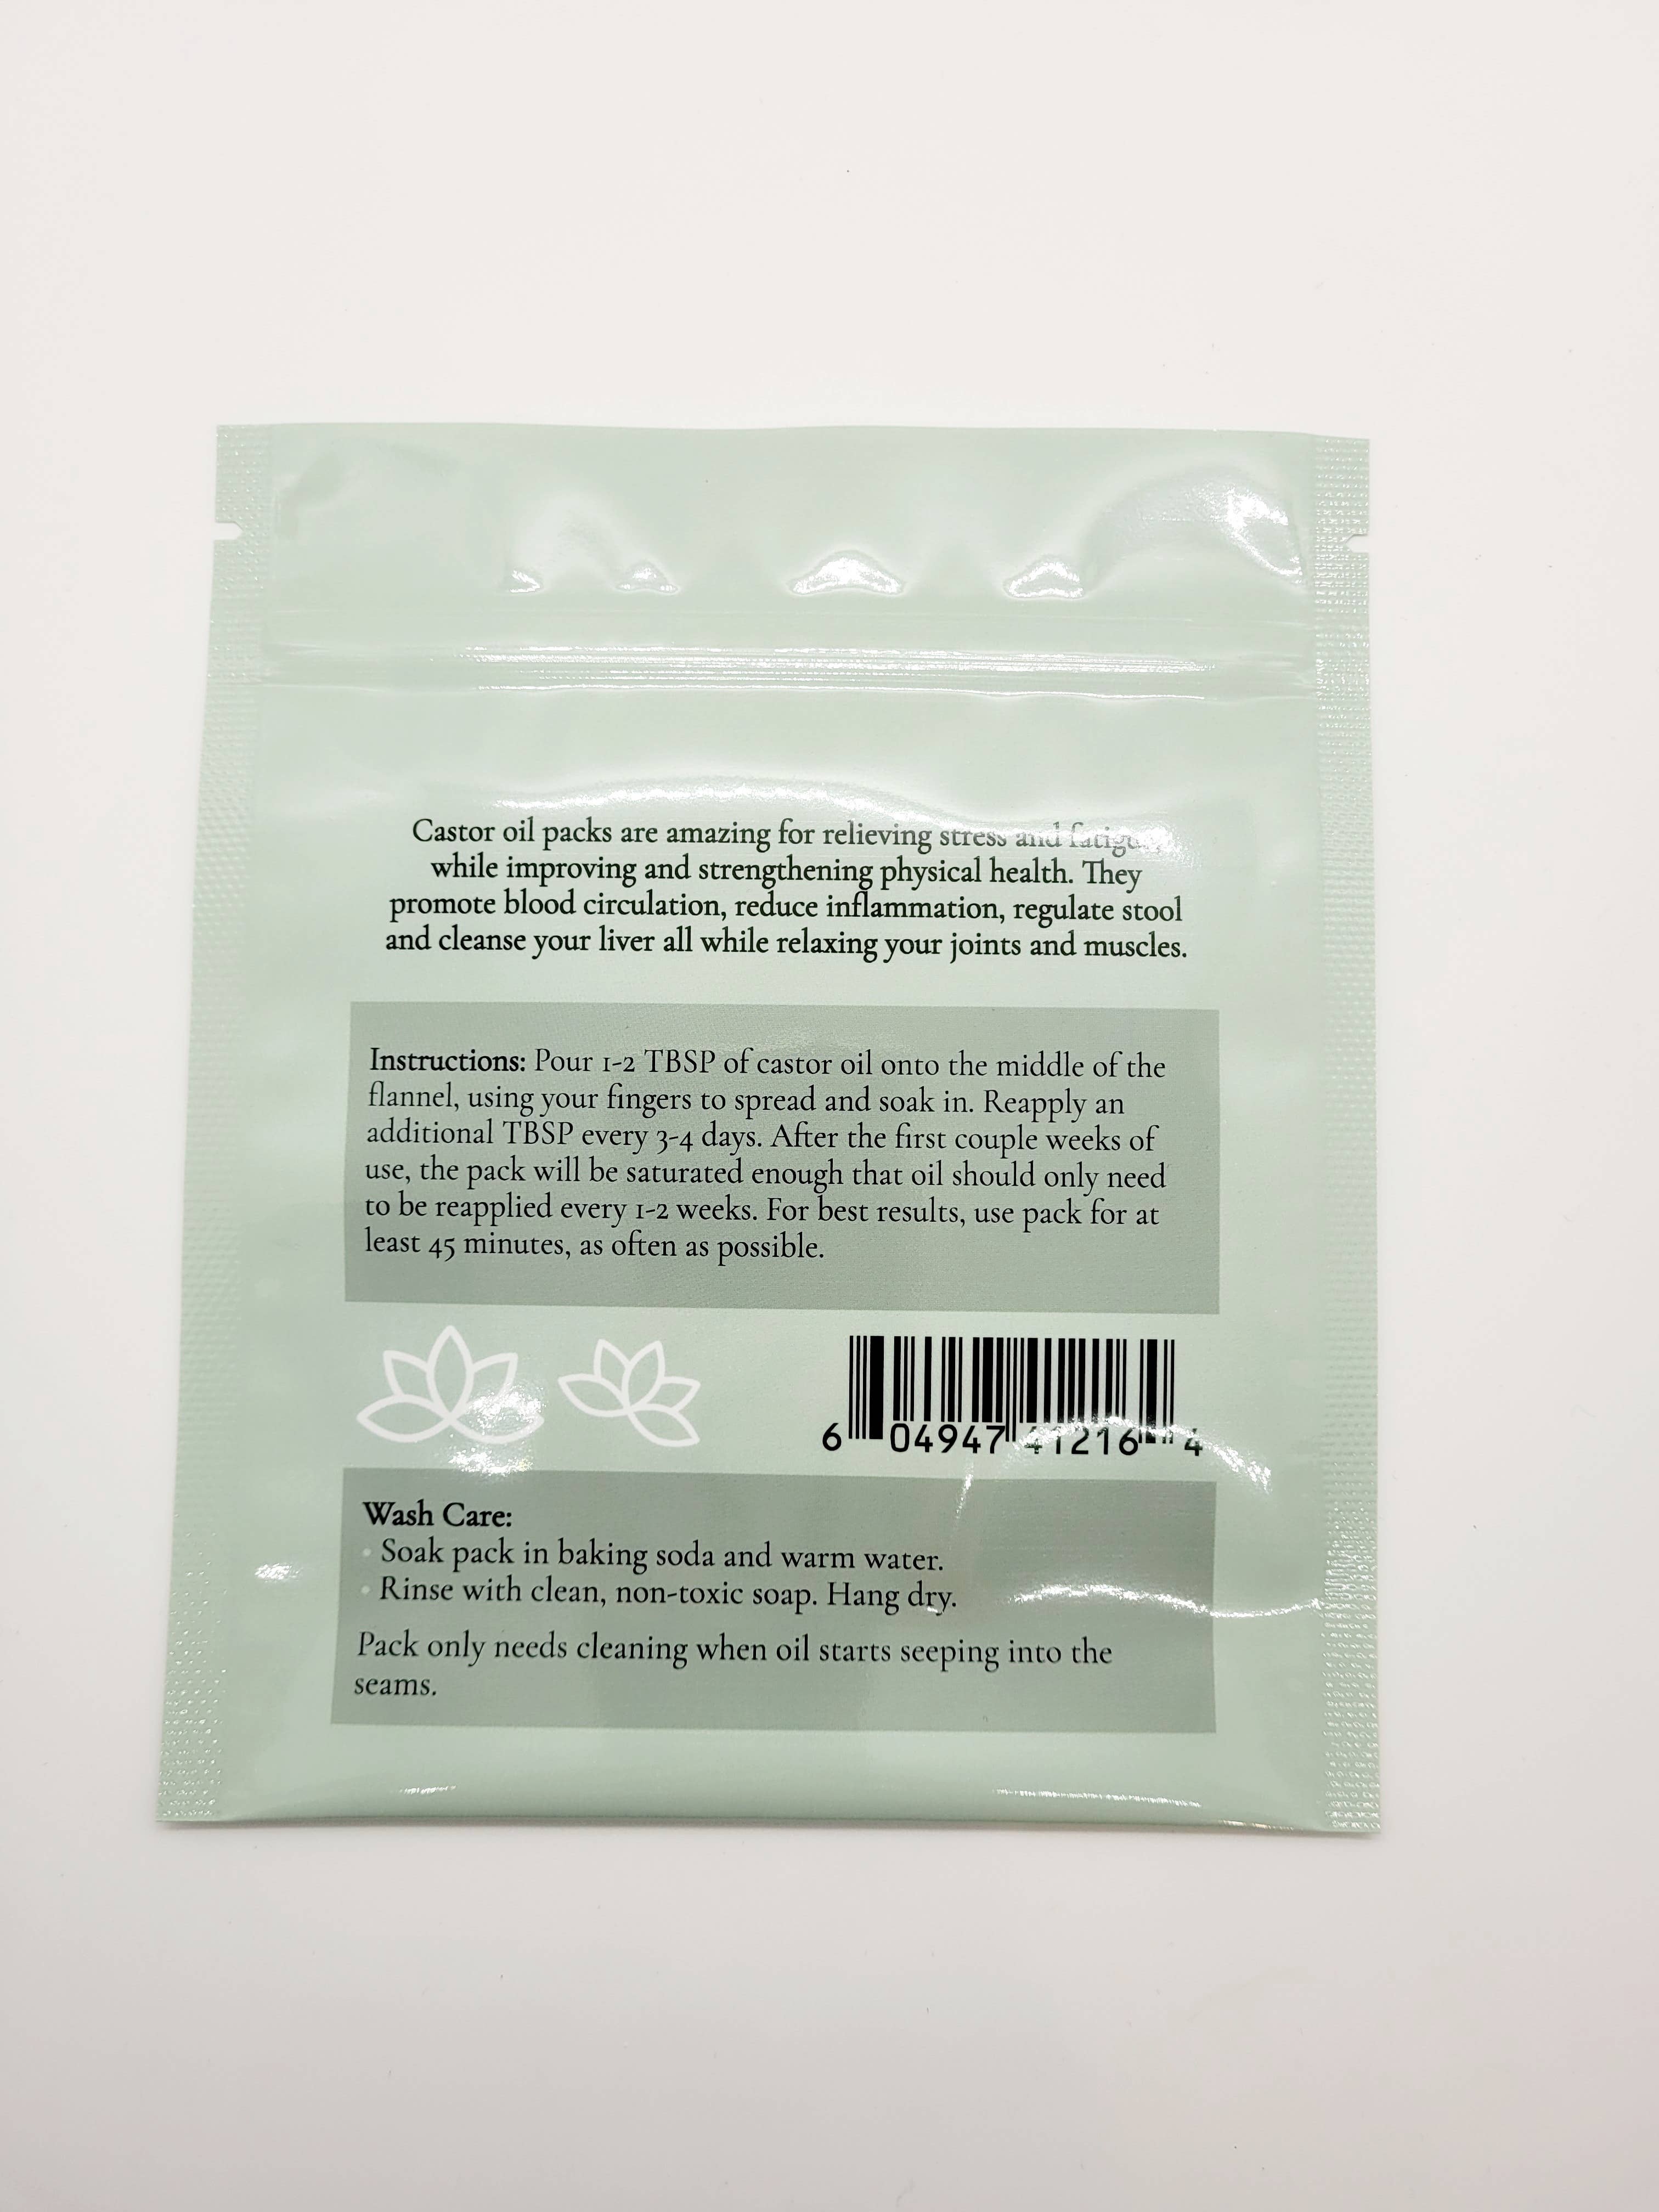 Castor oil packs are amazing for relieving stress and fatigue,
while improving and strengthening physical health. They
promote blood circulation, reduce inflammation, regulate stool
and cleanse your liver all while relaxing your joints and muscles.
Instructions: Pour 1-2 TBSP of castor oil onto the middle of the
flannel, using your fingers to spread and soak in. Reapply an
additional TBSP every 3-4 days. After the first couple weeks of
use, the pack will be saturated enough that oil should only need
to be reapplied every 1-2 weeks. For best results, use pack for at
least 45 minutes, as often as possible.
6 04947 41216 4
Wash Care:
· Soak pack in baking soda and warm water.
· Rinse with clean, non-toxic soap. Hang dry.
Pack only needs cleaning when oil starts seeping into the
seams.